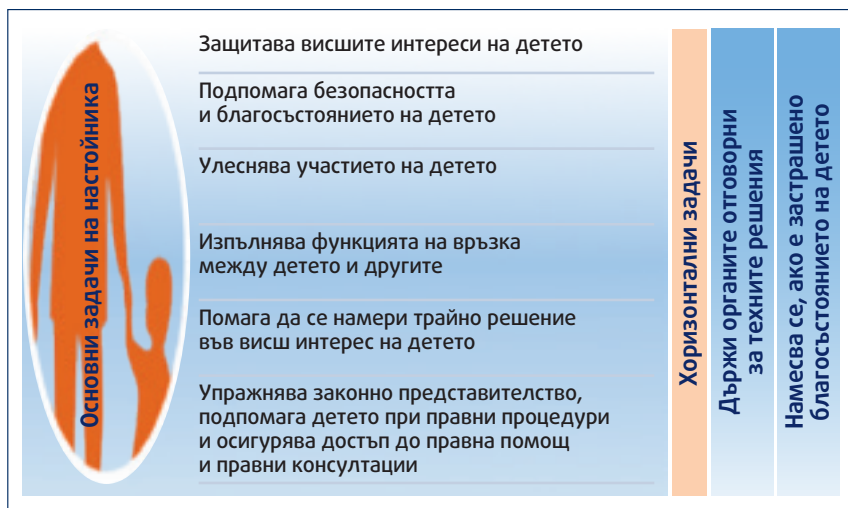 Основни задачи на настойника
Защитава висшите интереси на детето
Подпомага безопасността
и благосъстоянието на детето
Улеснява участието на детето
Изпълнява функцията на връзка
между детето и другите
Помага да се намери трайно решение
във висш интерес на детето
Упражнява законно представителство,
подпомага детето при правни процедури
и осигурява достъп до правна помощ
и правни консултации
Хоризонтални задачи
Държи органите отговорни
за техните решения
Намесва се, ако е застрашено
благосъстоянието на детето